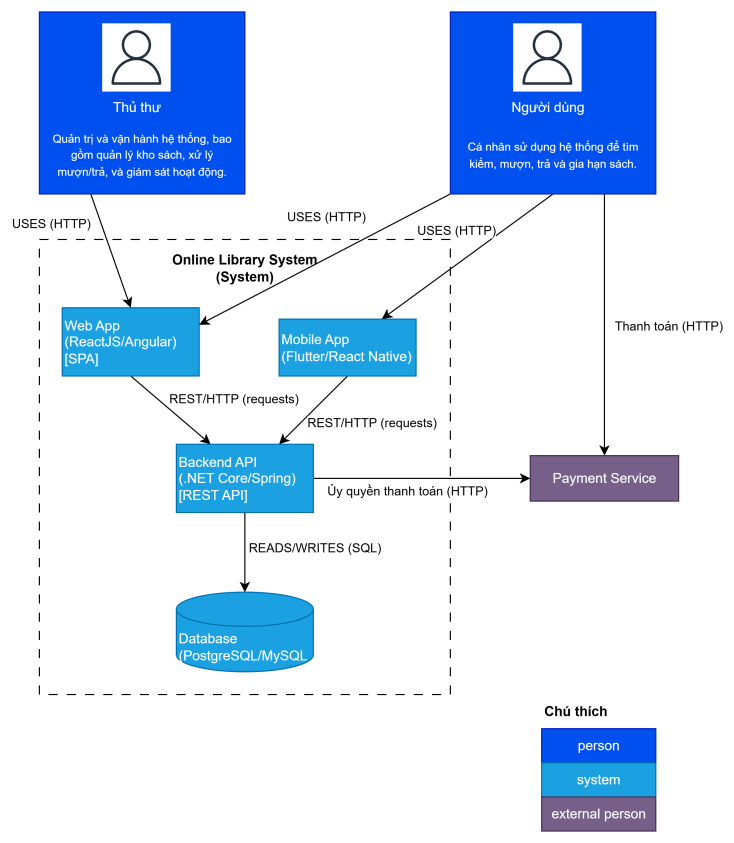 Thủ thư
Quản trị và vận hành hệ thống, bao
gồm quản lý kho sách, xử lý
mượn/trả, và giám sát hoạt động.
Người dùng
Cá nhân sử dụng hệ thống để tìm
kiếm, mượn, trả và gia hạn sách.
USES (HTTP)
USES (HTTP)
USES (HTTP)
Online Library System
(System)
Web App
(ReactJS/Angular)
[SPA]
Mobile App
(Flutter/React Native)
Thanh toán (HTTP)
REST/HTTP (requests)
REST/HTTP (requests)
Backend API
(.NET Core/Spring)
[REST API]
Ủy quyền thanh toán (HTTP)
Payment Service
READS/WRITES (SQL)
Database
(PostgreSQL/MySQL
Chú thích
person
system
external person